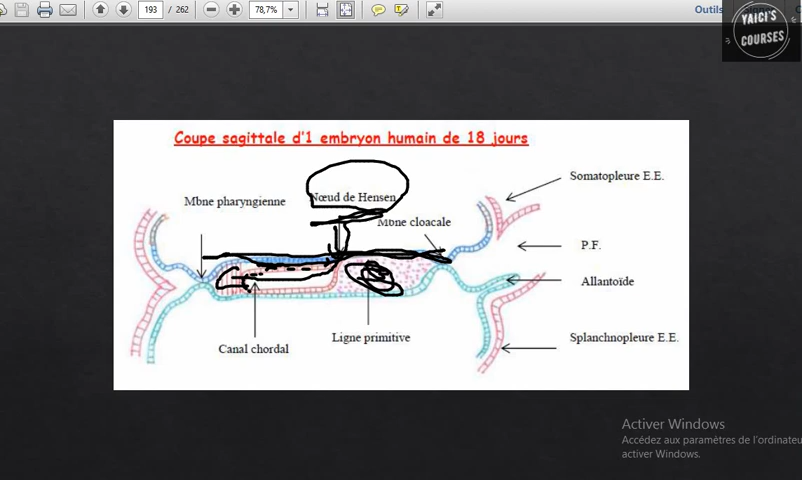 193 / 262
78,7%
Outils
YAICI'S
COURSES
Coupe sagittale d'1 embryon humain de 18 jours
Somatopleure E.E.
Mbne pharyngienne
Nœud de Hensen
Mbne cloacale
P.F.
Allantoïde
Ligne primitive
Splanchnopleure E.E.
Canal chordal
Activer Windows
Accédez aux paramètres de l'ordinateu
activer Windows.